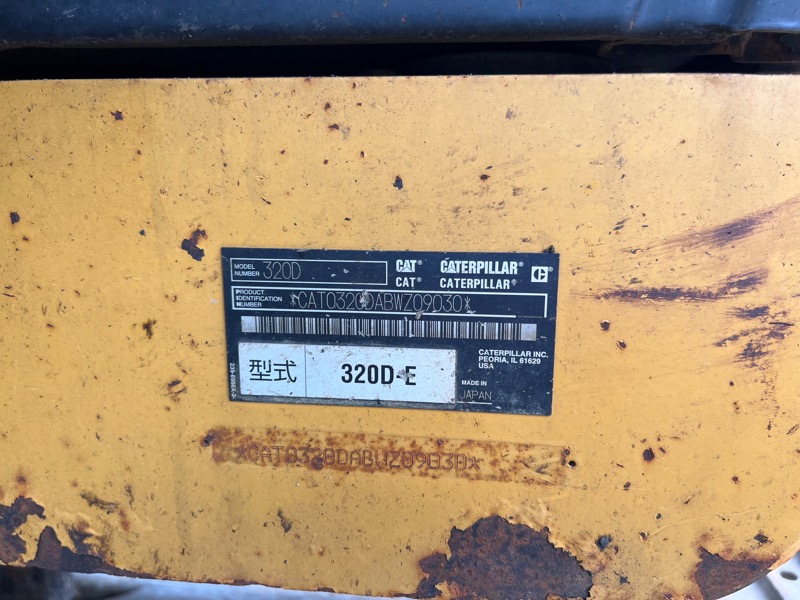 MODEL NUMBER 320D
CAT® CATERPILLAR®
CAT® CATERPILLAR®
PRODUCT IDENTIFICATION NUMBER *CAT0320DABWZ09030*
型式 320D-E
CATERPILLAR INC.
PEORIA, IL 61629
USA
MADE IN
JAPAN
*CAT0320DABWZ09030*